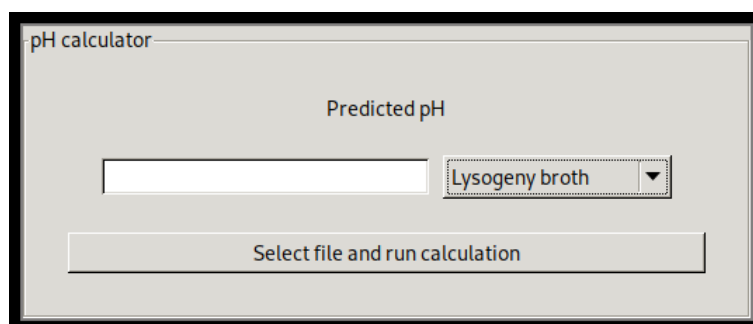 pH calculator
Predicted pH
Lysogeny broth
Select file and run calculation